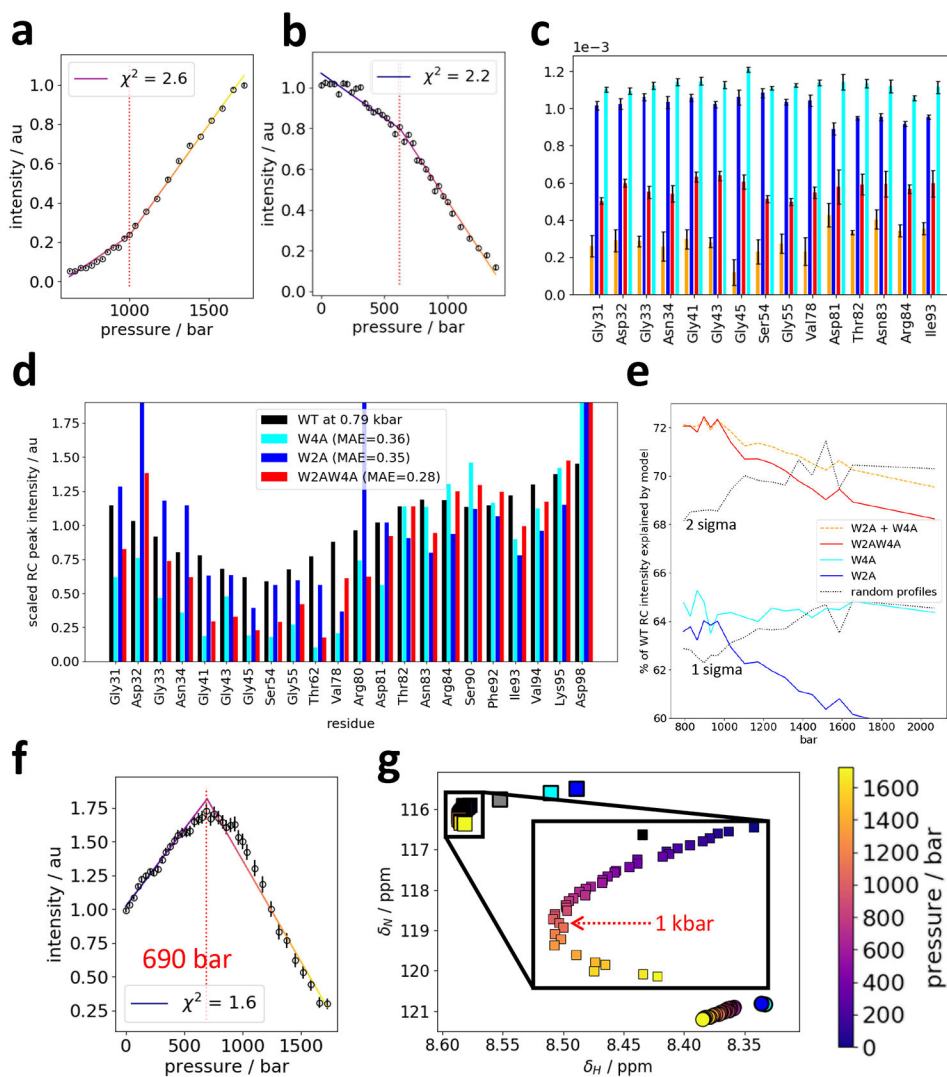 a
χ² = 2.6
1.0
0.8
0.6
0.4
0.2
0.0
intensity / au
1000
1500
pressure / bar
b
χ² = 2.2
1.0
0.8
0.6
0.4
0.2
0.0
intensity / au
0
500
1000
pressure / bar
c
1e−3
1.2
1.0
0.8
0.6
0.4
0.2
0.0
Gly31
Asp32
Gly33
Asn34
Gly41
Gly43
Gly45
Ser54
Gly55
Val78
Asp81
Thr82
Asn83
Arg84
Ile93
d
WT at 0.79 kbar
W4A (MAE=0.36)
W2A (MAE=0.35)
W2AW4A (MAE=0.28)
1.75
1.50
1.25
1.00
0.75
0.50
0.25
0.00
scaled RC peak intensity / au
Gly31
Asp32
Gly33
Asn34
Gly41
Gly43
Gly45
Ser54
Gly55
Thr62
Val78
Arg80
Asp81
Thr82
Asn83
Arg84
Ser90
Phe92
Ile93
Val94
Lys95
Asp98
residue
e
72
70
68
66
64
62
60
% of WT RC intensity explained by model
2 sigma
W2A + W4A
W2AW4A
W4A
W2A
random profiles
1 sigma
800 1000 1200 1400 1600 1800 2000
bar
f
1.75
1.50
1.25
1.00
0.75
0.50
0.25
intensity / au
690 bar
χ² = 1.6
0
500
1000
1500
pressure / bar
g
115
116
117
118
119
120
121
δN / ppm
1 kbar
8.60
8.55
8.50
8.45
8.40
8.35
δH / ppm
1600
1400
1200
1000
800
600
400
200
0
pressure / bar